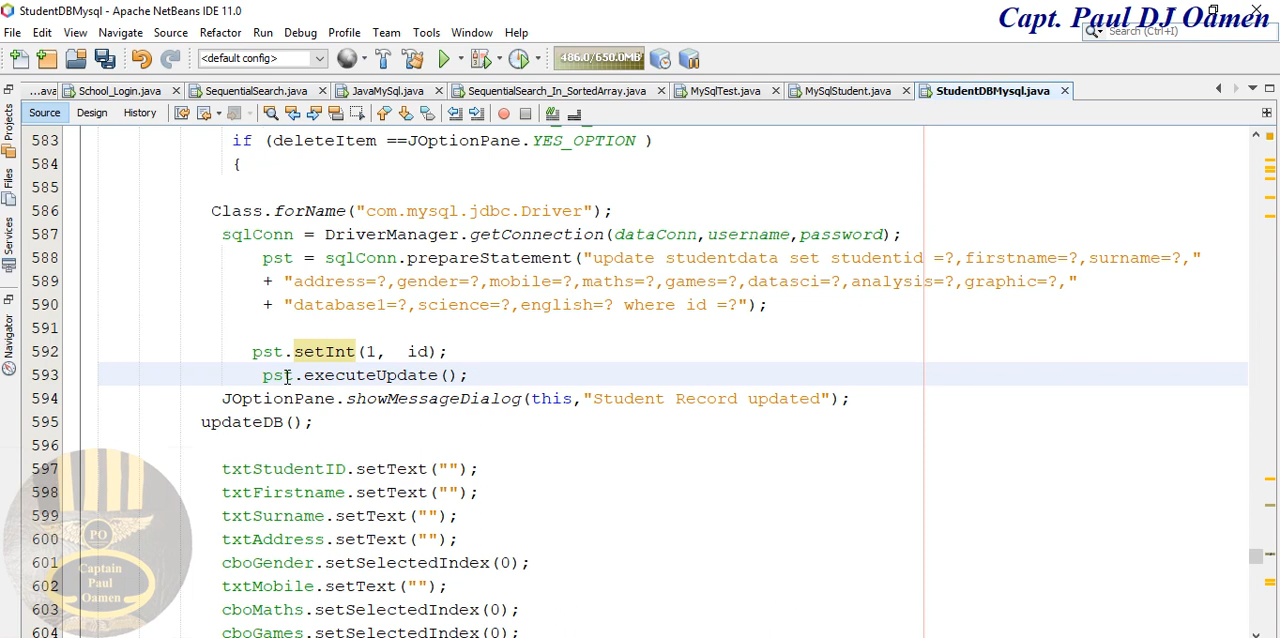 StudentDBMysql - Apache NetBeans IDE 11.0
Capt. Paul DJ Oamen
File Edit View Navigate Source Refactor Run Debug Profile Team Tools Window Help
Search (Ctrl+I)
<default config>
486.0/650.0MB
...ava School_Login.java SequentialSearch.java JavaMySql.java SequentialSearch_In_SortedArray.java MySqlTest.java MySqlStudent.java StudentDBMysql.java
Source Design History
Projects
Files
Services
Navigator
583 if (deleteItem ==JOptionPane.YES_OPTION )
584 {
585
586 Class.forName("com.mysql.jdbc.Driver");
587 sqlConn = DriverManager.getConnection(dataConn,username,password);
588 pst = sqlConn.prepareStatement("update studentdata set studentid =?,firstname=?,surname=?,"
589 + "address=?,gender=?,mobile=?,maths=?,games=?,datasci=?,analysis=?,graphic=?,"
590 + "database1=?,science=?,english=? where id =?");
591
592 pst.setInt(1, id);
593 pst.executeUpdate();
594 JOptionPane.showMessageDialog(this,"Student Record updated");
595 updateDB();
596
597 txtStudentID.setText("");
598 txtFirstname.setText("");
599 txtSurname.setText("");
600 txtAddress.setText("");
601 cboGender.setSelectedIndex(0);
602 txtMobile.setText("");
603 cboMaths.setSelectedIndex(0);
604 cboGames.setSelectedIndex(0);
PO
Captain
Paul
Oamen